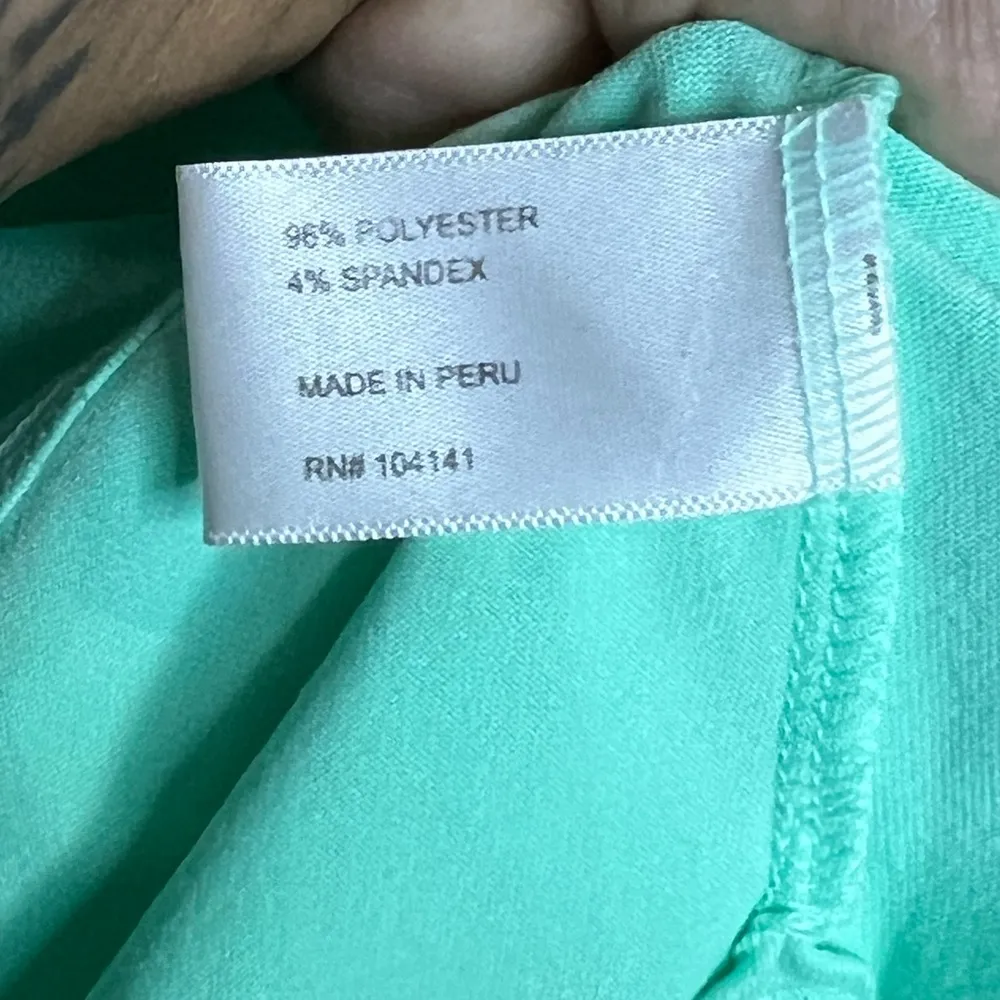 96% POLYESTER
4% SPANDEX
MADE IN PERU
RN# 104141